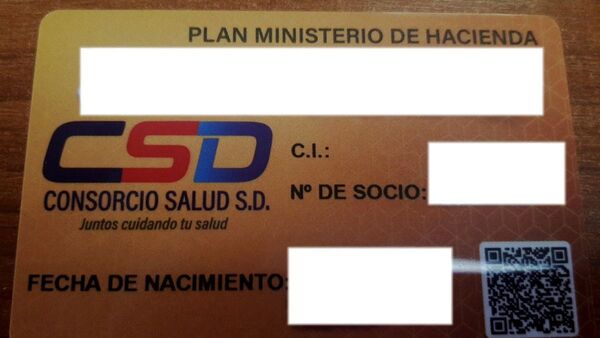 PLAN MINISTERIO DE HACIENDA
CSD
CONSORCIO SALUD S.D.
Juntos cuidando tu salud
C.I.:
Nº DE SOCIO:
FECHA DE NACIMIENTO: